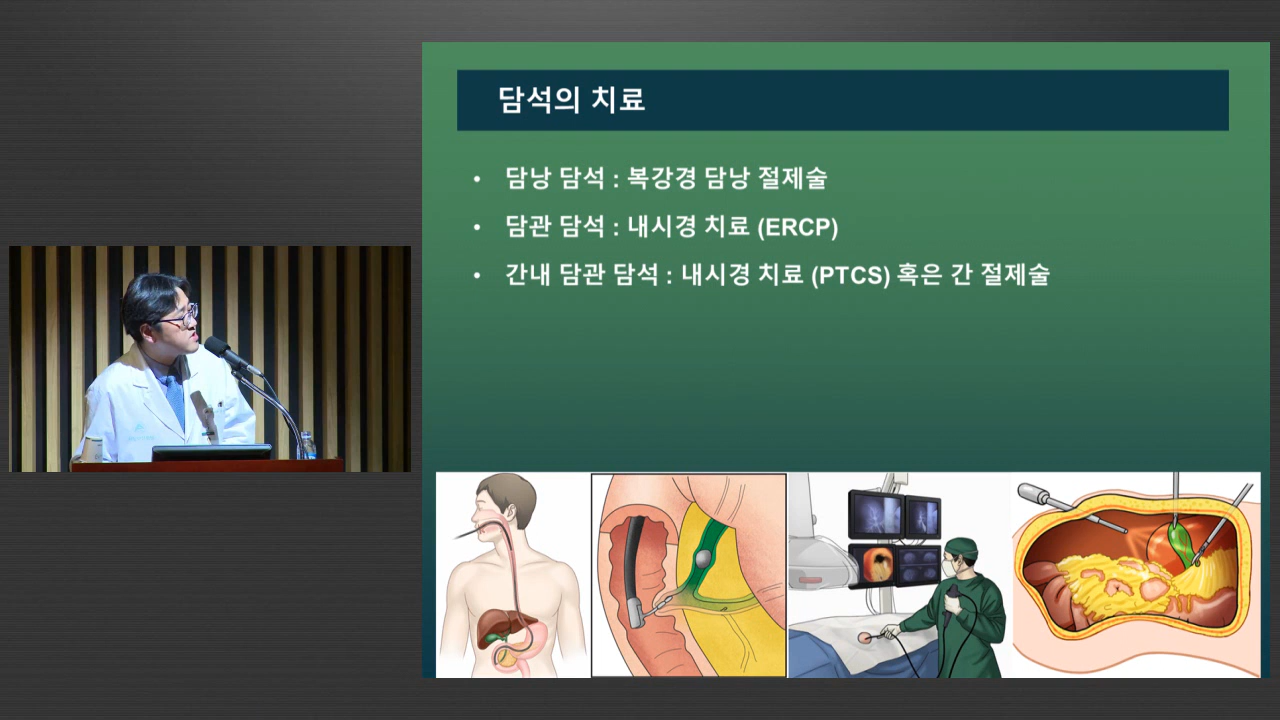 담석의 치료
• 담낭 담석 : 복강경 담낭 절제술
• 담관 담석 : 내시경 치료 (ERCP)
• 간내 담관 담석 : 내시경 치료 (PTCS) 혹은 간 절제술